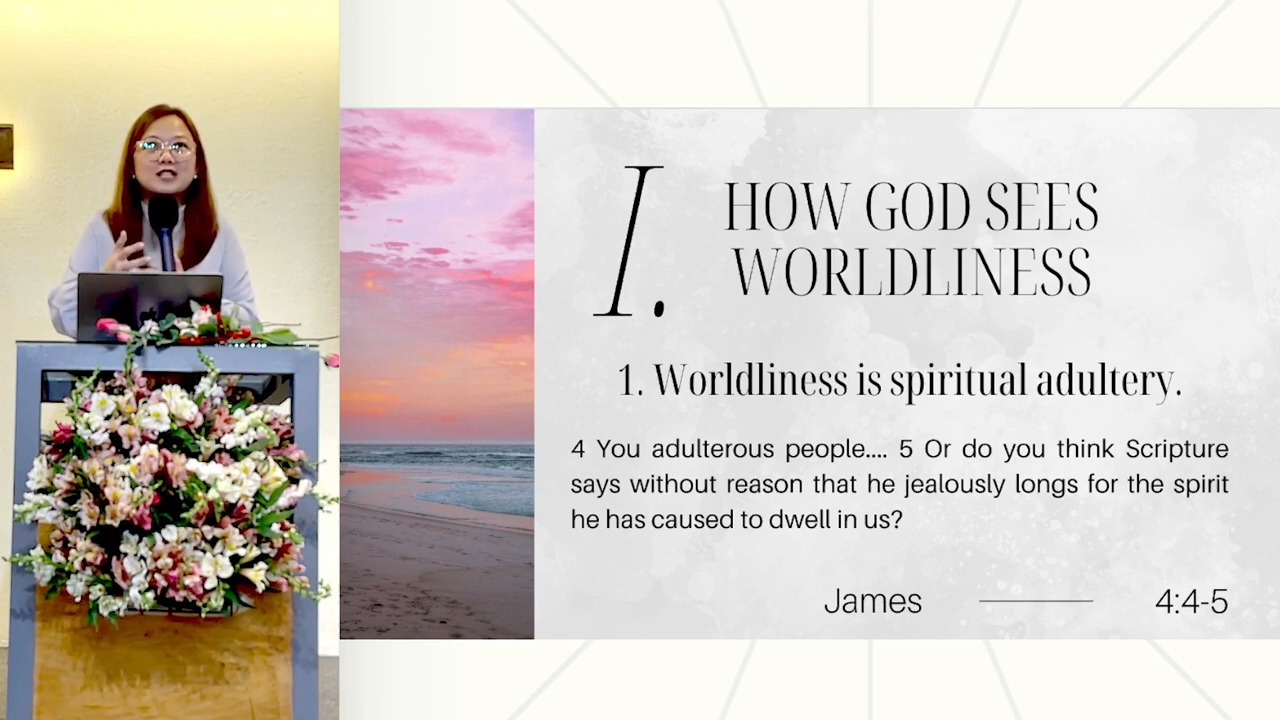 I.
HOW GOD SEES
WORLDLINESS
1. Worldliness is spiritual adultery.
4 You adulterous people.... 5 Or do you think Scripture
says without reason that he jealously longs for the spirit
he has caused to dwell in us?
James
4:4-5